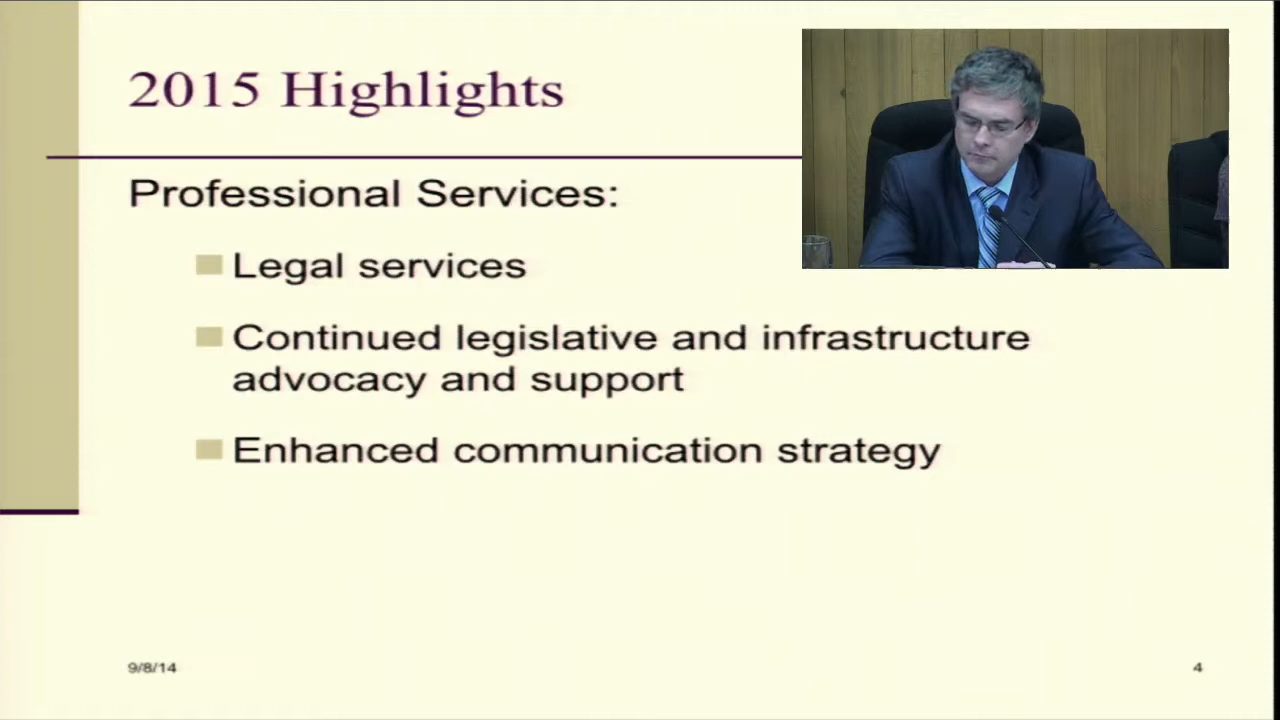 2015 Highlights
Professional Services:
Legal services
Continued legislative and infrastructure
advocacy and support
Enhanced communication strategy
9/8/14
4